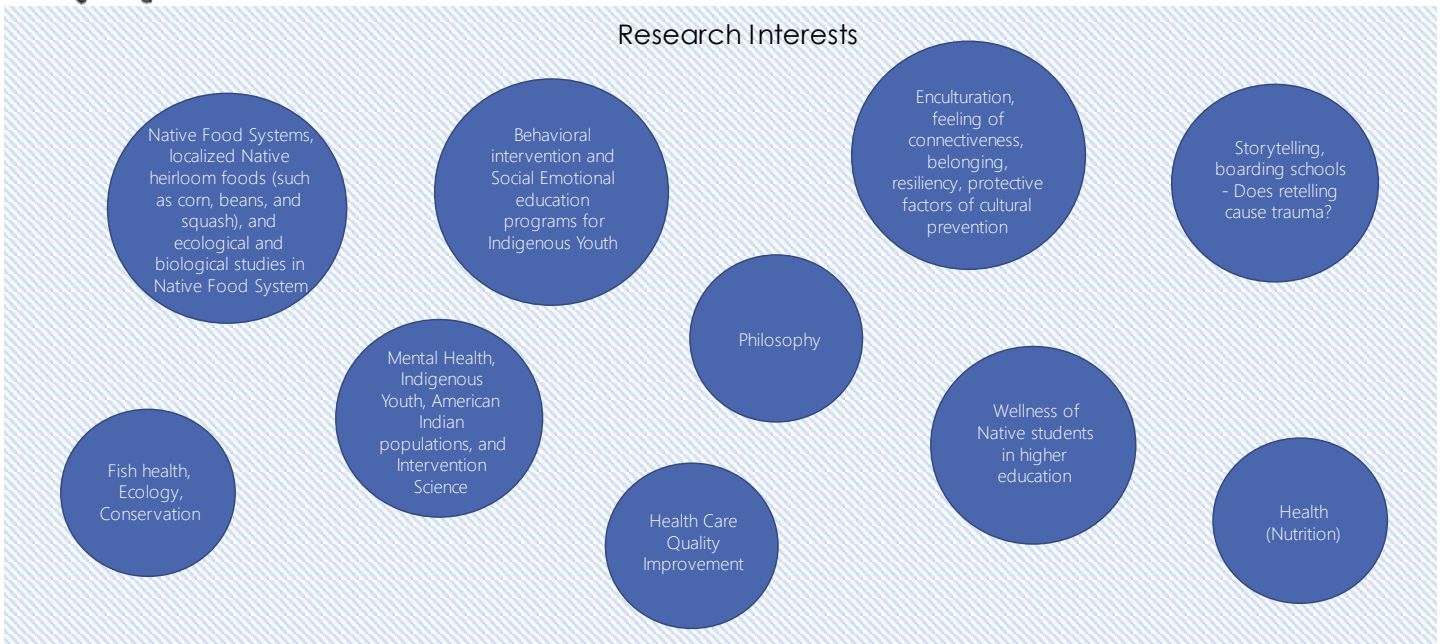 Research Interests
Native Food Systems,
localized Native
heirloom foods (such
as corn, beans, and
squash), and
ecological and
biological studies in
Native Food System
Behavioral
intervention and
Social Emotional
education
programs for
Indigenous Youth
Enculturation,
feeling of
connectiveness,
belonging,
resiliency, protective
factors of cultural
prevention
Storytelling,
boarding schools
- Does retelling
cause trauma?
Philosophy
Mental Health,
Indigenous
Youth, American
Indian
populations, and
Intervention
Science
Wellness of
Native students
in higher
education
Fish health,
Ecology,
Conservation
Health Care
Quality
Improvement
Health
(Nutrition)